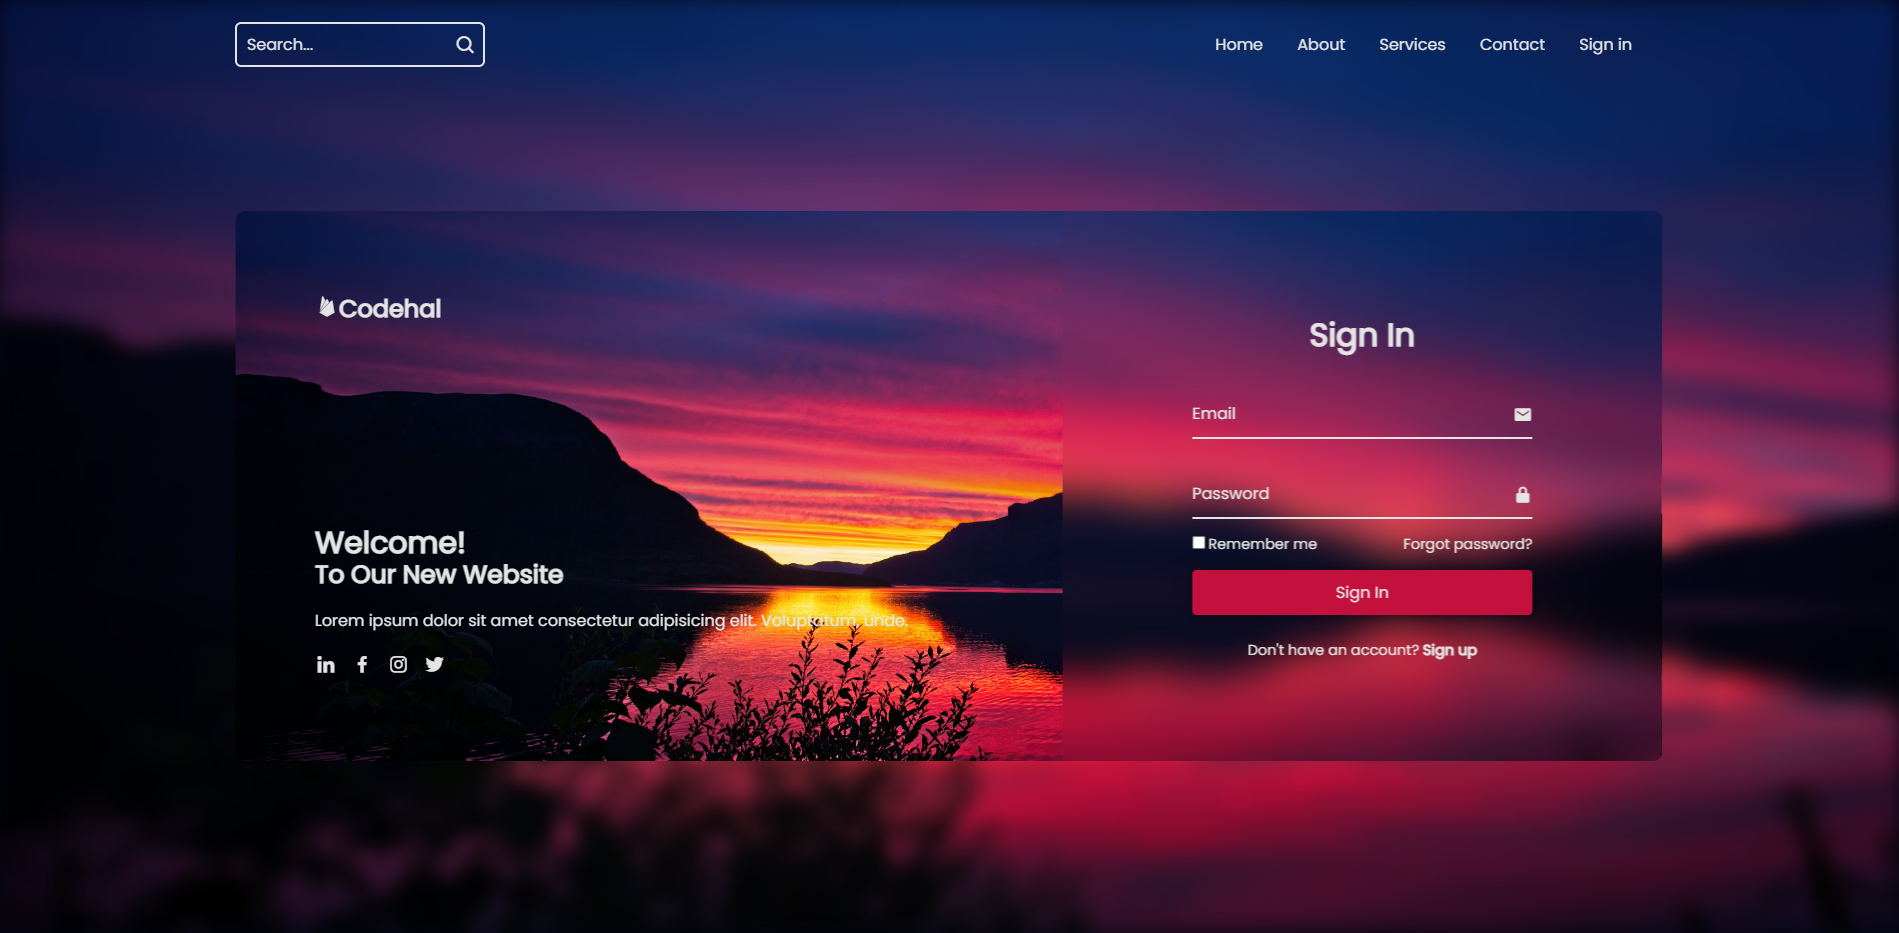 Search...
Home About Services Contact Sign in
Codehal
Welcome!
To Our New Website
Lorem ipsum dolor sit amet consectetur adipisicing elit. Voluptatum, unde.
Sign In
Email
Password
Remember me Forgot password?
Sign In
Don't have an account? Sign up